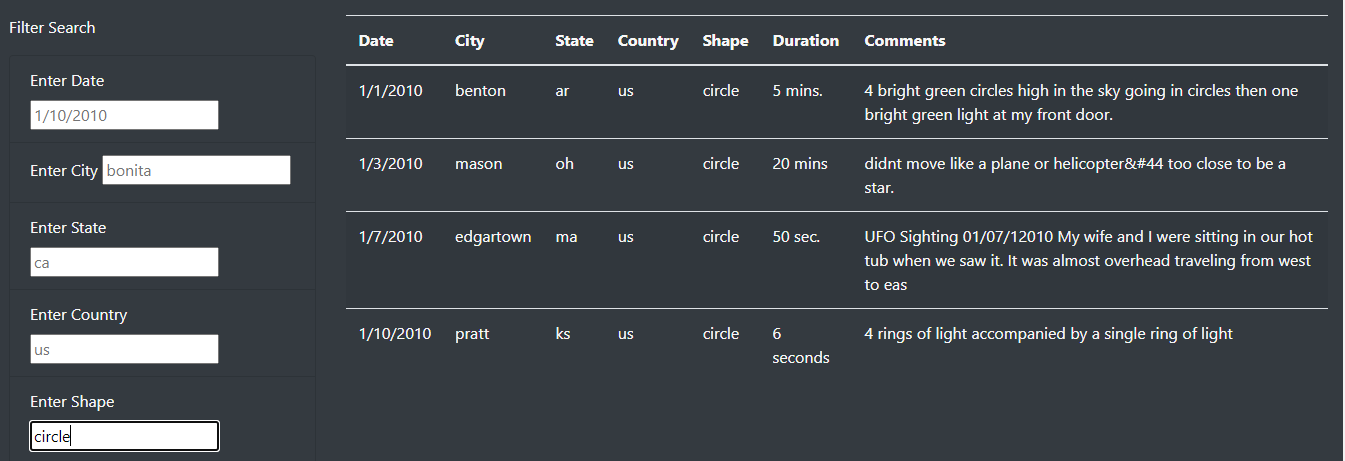 Filter Search
Enter Date
1/10/2010
Enter City bonita
Enter State
ca
Enter Country
us
Enter Shape
circle
Date City State Country Shape Duration Comments
1/1/2010 benton ar us circle 5 mins. 4 bright green circles high in the sky going in circles then one
bright green light at my front door.
1/3/2010 mason oh us circle 20 mins didnt move like a plane or helicopter&#44 too close to be a
star.
1/7/2010 edgartown ma us circle 50 sec. UFO Sighting 01/07/12010 My wife and I were sitting in our hot
tub when we saw it. It was almost overhead traveling from west
to eas
1/10/2010 pratt ks us circle 6 4 rings of light accompanied by a single ring of light
seconds